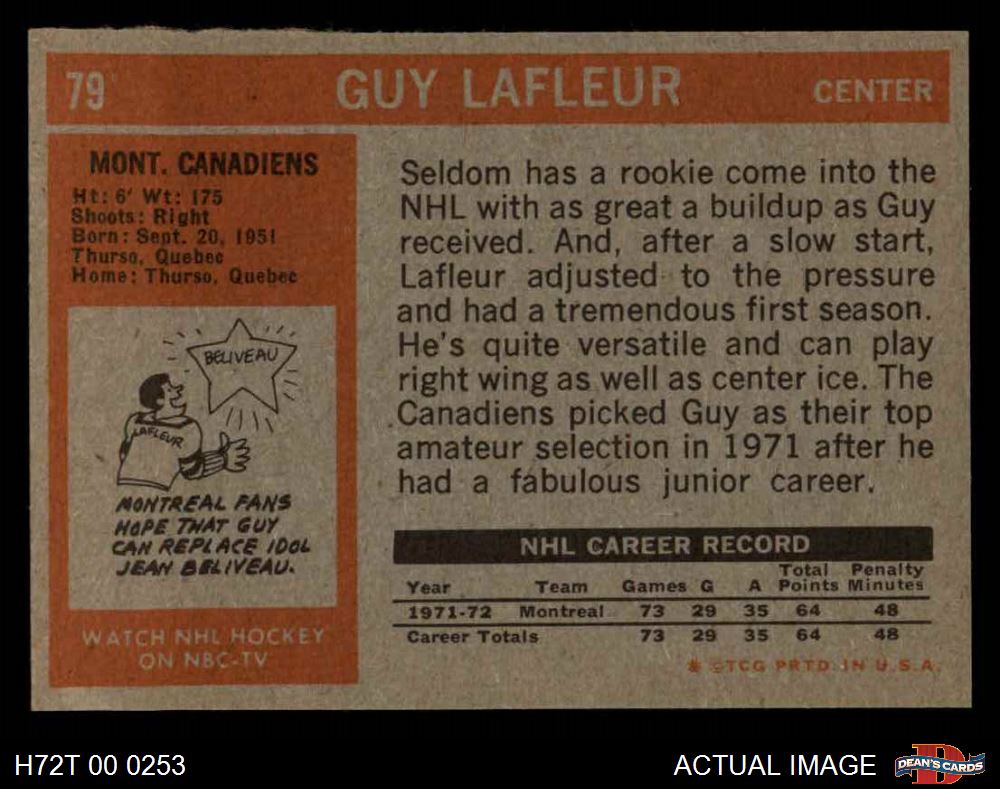 79
GUY LAFLEUR
CENTER
MONT. CANADIENS
Ht: 6' Wt: 175
Shoots: Right
Born: Sept. 20, 1951
Thurso, Quebec
Home: Thurso, Quebec
BELIVEAU
LAFLEUR
MONTREAL FANS
HOPE THAT GUY
CAN REPLACE IDOL
JEAN BELIVEAU.
WATCH NHL HOCKEY
ON NBC-TV
Seldom has a rookie come into the
NHL with as great a buildup as Guy
received. And, after a slow start,
Lafleur adjusted to the pressure
and had a tremendous first season.
He's quite versatile and can play
right wing as well as center ice. The
Canadiens picked Guy as their top
amateur selection in 1971 after he
had a fabulous junior career.
NHL CAREER RECORD
Total Penalty
Year Team Games G A Points Minutes
1971-72 Montreal 73 29 35 64 48
Career Totals 73 29 35 64 48
* ©TCG PRTD. IN U.S.A.
H72T 00 0253
ACTUAL IMAGE
D
DEAN'S CARDS